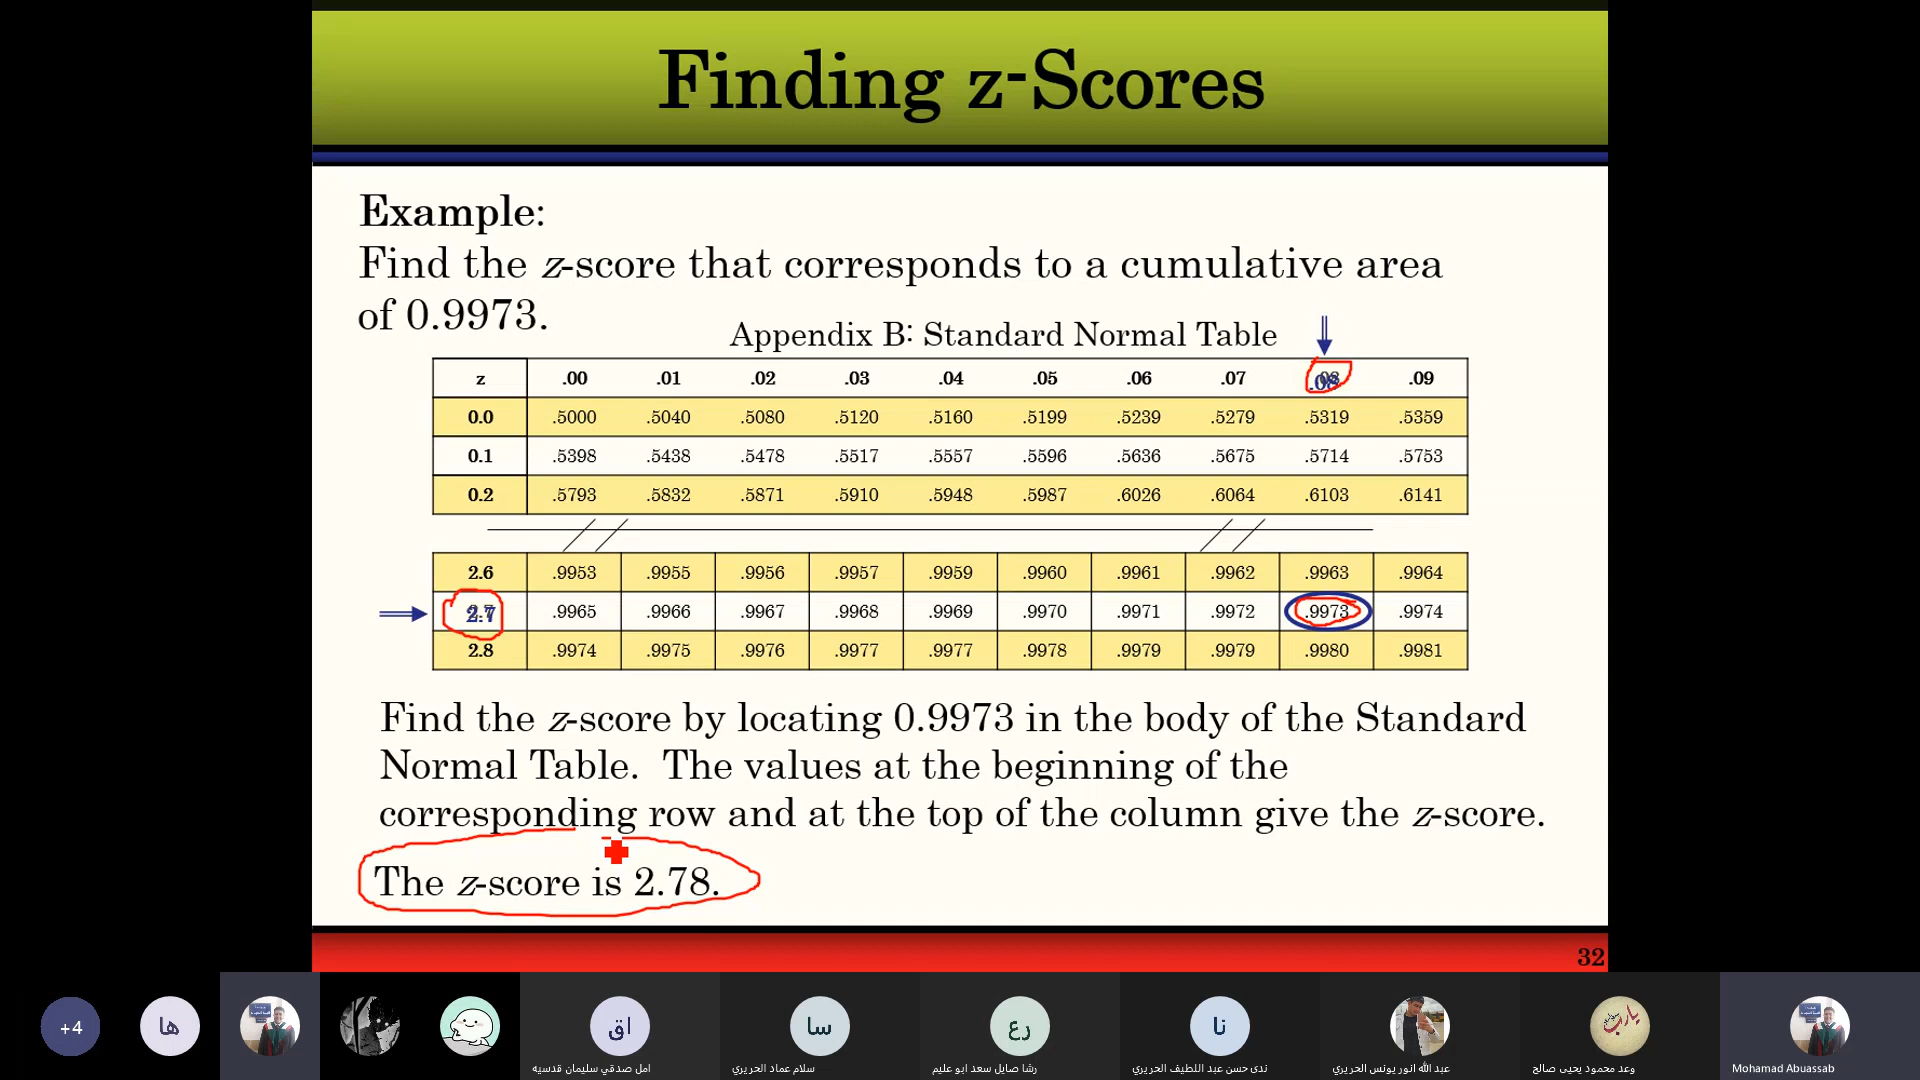 Finding z-Scores
Example:
Find the z-score that corresponds to a cumulative area
of 0.9973.
Appendix B: Standard Normal Table
z .00 .01 .02 .03 .04 .05 .06 .07 .08 .09
0.0 .5000 .5040 .5080 .5120 .5160 .5199 .5239 .5279 .5319 .5359
0.1 .5398 .5438 .5478 .5517 .5557 .5596 .5636 .5675 .5714 .5753
0.2 .5793 .5832 .5871 .5910 .5948 .5987 .6026 .6064 .6103 .6141
2.6 .9953 .9955 .9956 .9957 .9959 .9960 .9961 .9962 .9963 .9964
2.7 .9965 .9966 .9967 .9968 .9969 .9970 .9971 .9972 .9973 .9974
2.8 .9974 .9975 .9976 .9977 .9977 .9978 .9979 .9979 .9980 .9981
Find the z-score by locating 0.9973 in the body of the Standard
Normal Table. The values at the beginning of the
corresponding row and at the top of the column give the z-score.
The z-score is 2.78.
32
+4 ها اق سا رع نا يارب
امل صدقي سليمان قدسيه سلام عماد الحريري رشا صايل سعد ابو عليم ندى حسن عبد اللطيف الحريري عبد الله انور يونس الحريري وعد محمود يحيى صالح Mohamad Abuassab